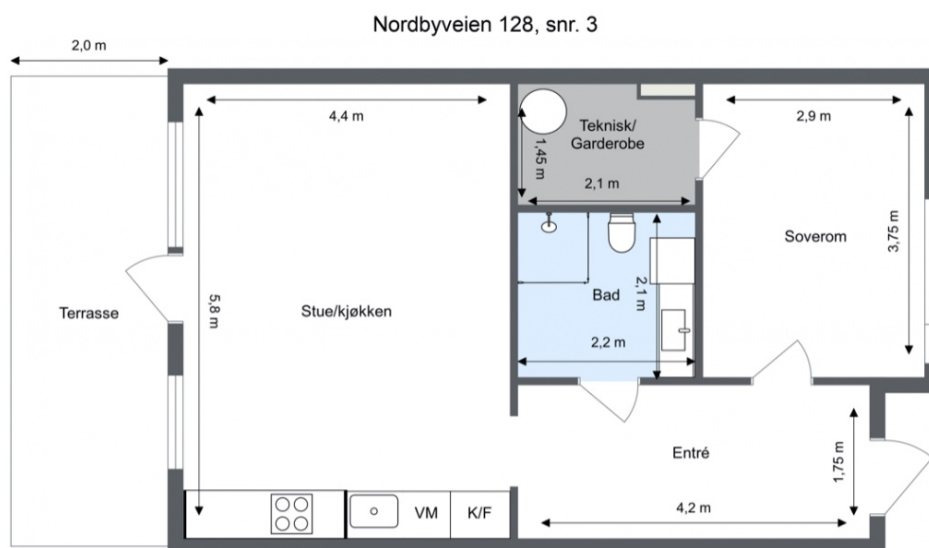 Nordbyveien 128, snr. 3
2,0 m
4,4 m
Teknisk/
Garderobe
1,45 m
2,1 m
2,9 m
3,75 m
Soverom
Terrasse
5,8 m
Stue/kjøkken
Bad
2,1 m
2,2 m
Entré
1,75 m
4,2 m
VM
K/F